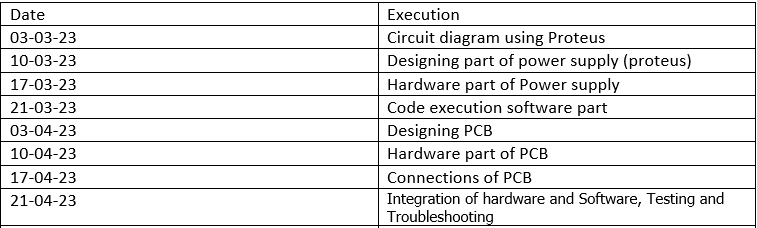 Date Execution
03-03-23 Circuit diagram using Proteus
10-03-23 Designing part of power supply (proteus)
17-03-23 Hardware part of Power supply
21-03-23 Code execution software part
03-04-23 Designing PCB
10-04-23 Hardware part of PCB
17-04-23 Connections of PCB
21-04-23 Integration of hardware and Software, Testing and
Troubleshooting